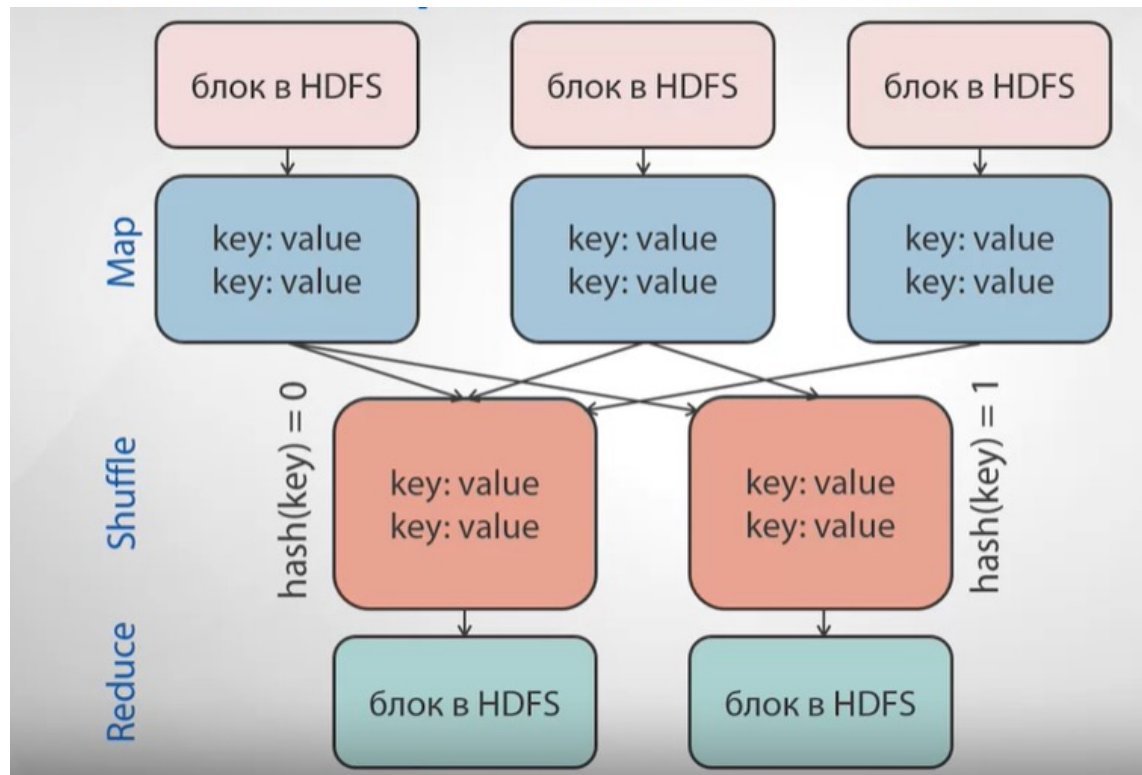 блок в HDFS
блок в HDFS
блок в HDFS
Map
key: value
key: value
key: value
key: value
key: value
key: value
Shuffle
hash(key) = 0
key: value
key: value
key: value
key: value
hash(key) = 1
Reduce
блок в HDFS
блок в HDFS